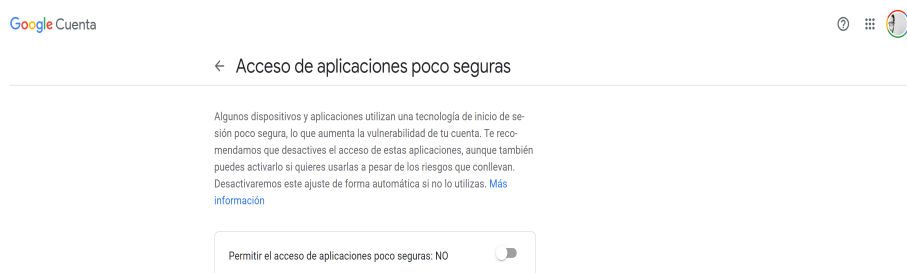 Google Cuenta
Acceso de aplicaciones poco seguras
Algunos dispositivos y aplicaciones utilizan una tecnología de inicio de se-
sión poco segura, lo que aumenta la vulnerabilidad de tu cuenta. Te reco-
mendamos que desactives el acceso de estas aplicaciones, aunque también
puedes activarlo si quieres usarlas a pesar de los riesgos que conllevan.
Desactivaremos este ajuste de forma automática si no lo utilizas. Más
información
Permitir el acceso de aplicaciones poco seguras: NO